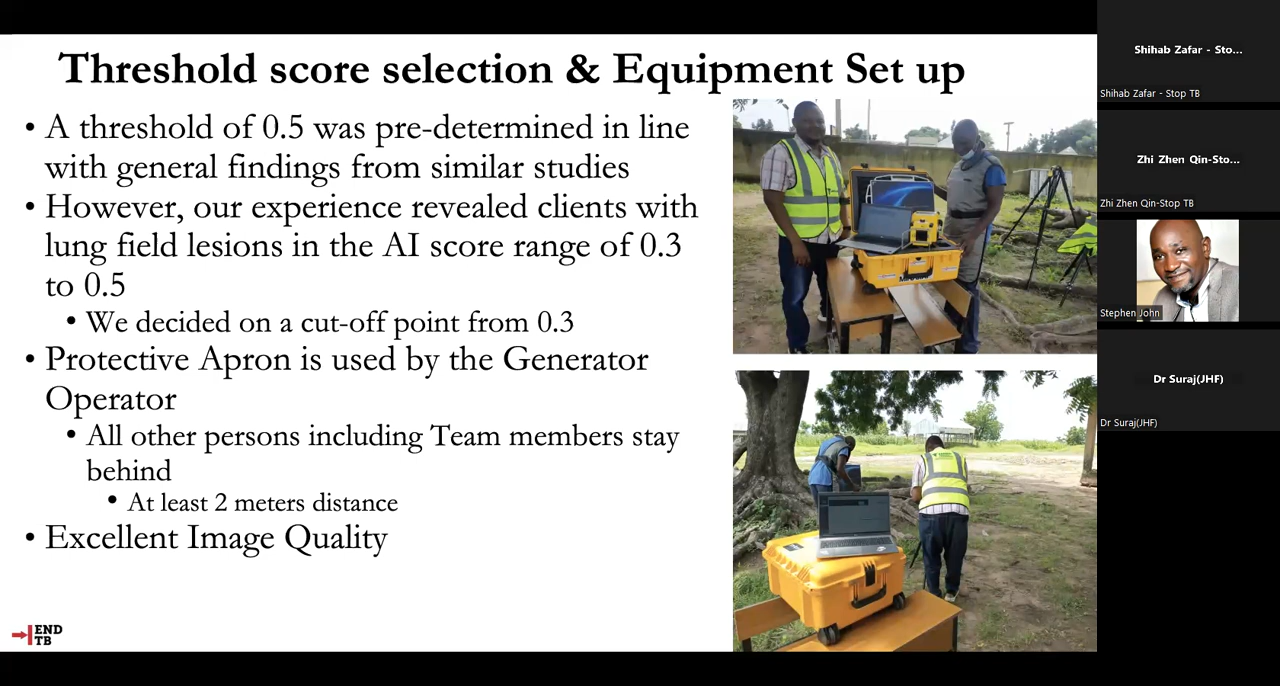 Threshold score selection & Equipment Set up
• A threshold of 0.5 was pre-determined in line
with general findings from similar studies
• However, our experience revealed clients with
lung field lesions in the AI score range of 0.3
to 0.5
• We decided on a cut-off point from 0.3
• Protective Apron is used by the Generator
Operator
• All other persons including Team members stay
behind
• At least 2 meters distance
• Excellent Image Quality
END
TB
Shihab Zafar - Sto...
Shihab Zafar - Stop TB
Zhi Zhen Qin-Sto...
Zhi Zhen Qin-Stop TB
Stephen John
Dr Suraj(JHF)
Dr Suraj(JHF)